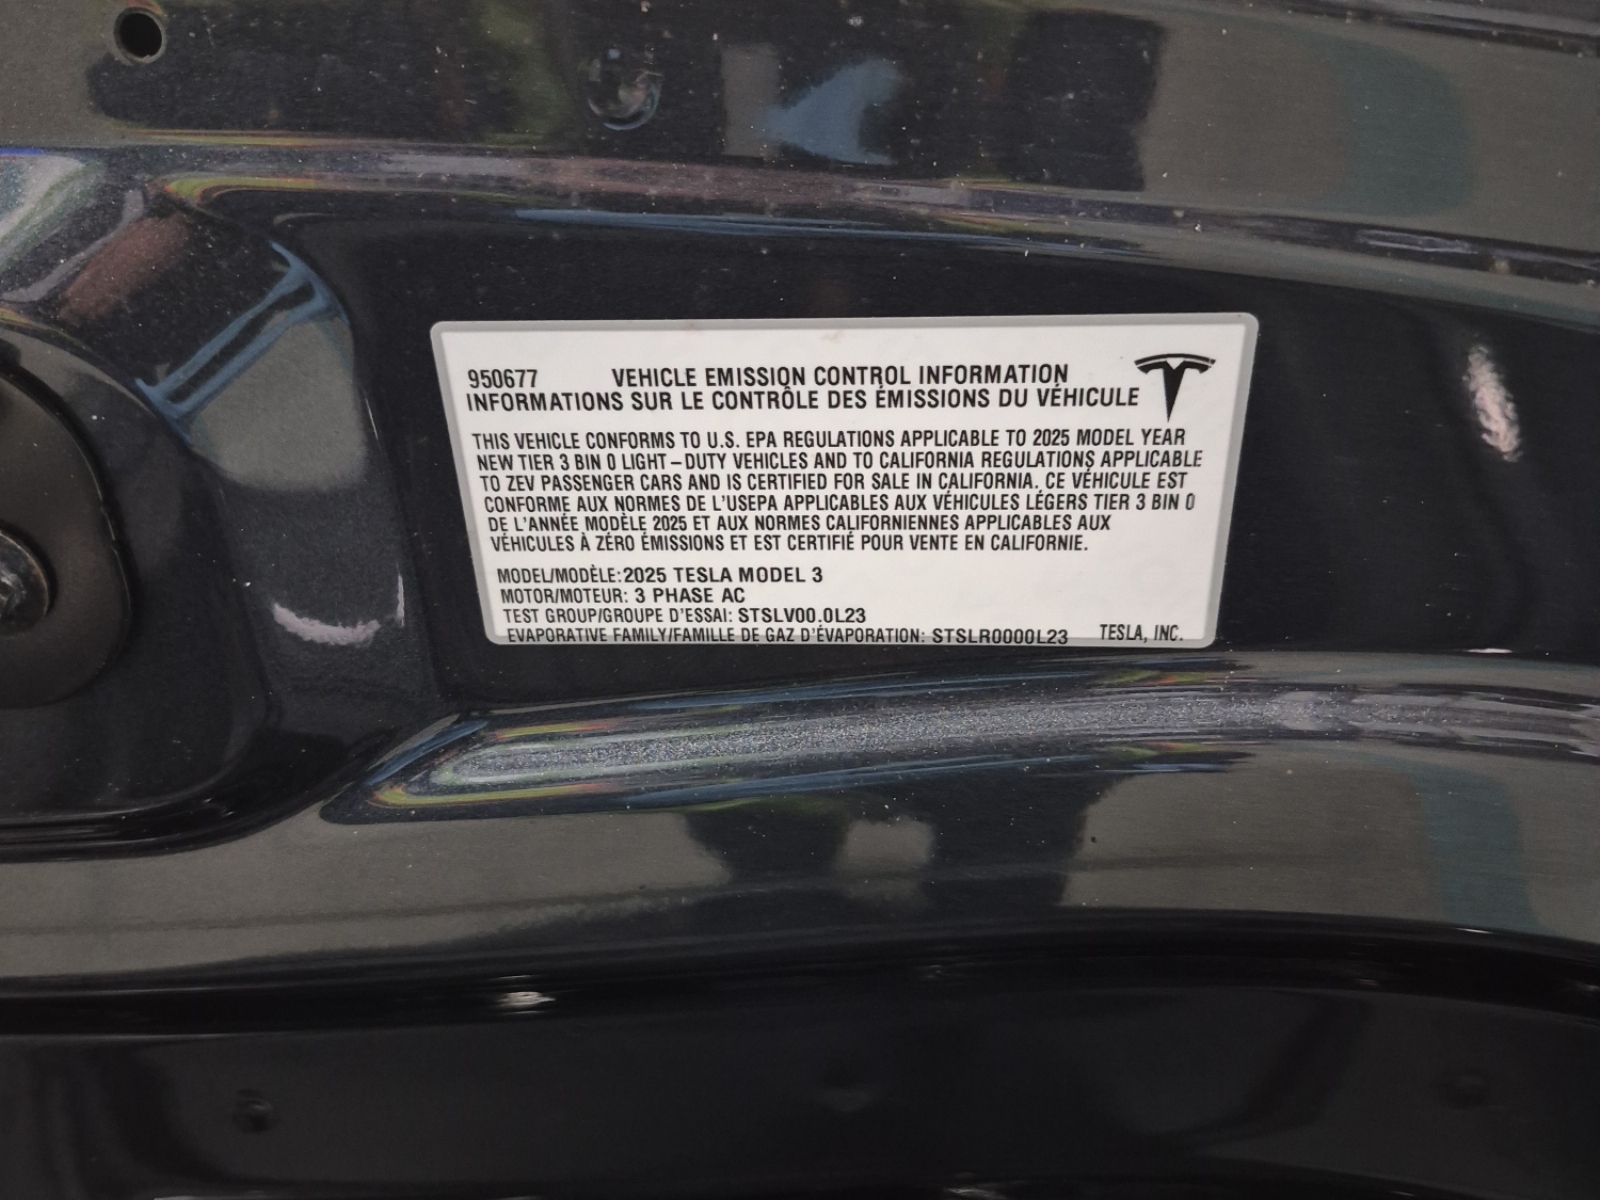 950677 VEHICLE EMISSION CONTROL INFORMATION
INFORMATIONS SUR LE CONTRÔLE DES ÉMISSIONS DU VÉHICULE
THIS VEHICLE CONFORMS TO U.S. EPA REGULATIONS APPLICABLE TO 2025 MODEL YEAR
NEW TIER 3 BIN 0 LIGHT-DUTY VEHICLES AND TO CALIFORNIA REGULATIONS APPLICABLE
TO ZEV PASSENGER CARS AND IS CERTIFIED FOR SALE IN CALIFORNIA. CE VÉHICULE EST
CONFORME AUX NORMES DE L'USEPA APPLICABLES AUX VÉHICULES LÉGERS TIER 3 BIN 0
DE L'ANNÉE MODÈLE 2025 ET AUX NORMES CALIFORNIENNES APPLICABLES AUX
VÉHICULES À ZÉRO ÉMISSIONS ET EST CERTIFIÉ POUR VENTE EN CALIFORNIE.
MODEL/MODÈLE: 2025 TESLA MODEL 3
MOTOR/MOTEUR: 3 PHASE AC
TEST GROUP/GROUPE D'ESSAI: STSLV00.0L23
EVAPORATIVE FAMILY/FAMILLE DE GAZ D'ÉVAPORATION: STSLR0000L23 TESLA, INC.